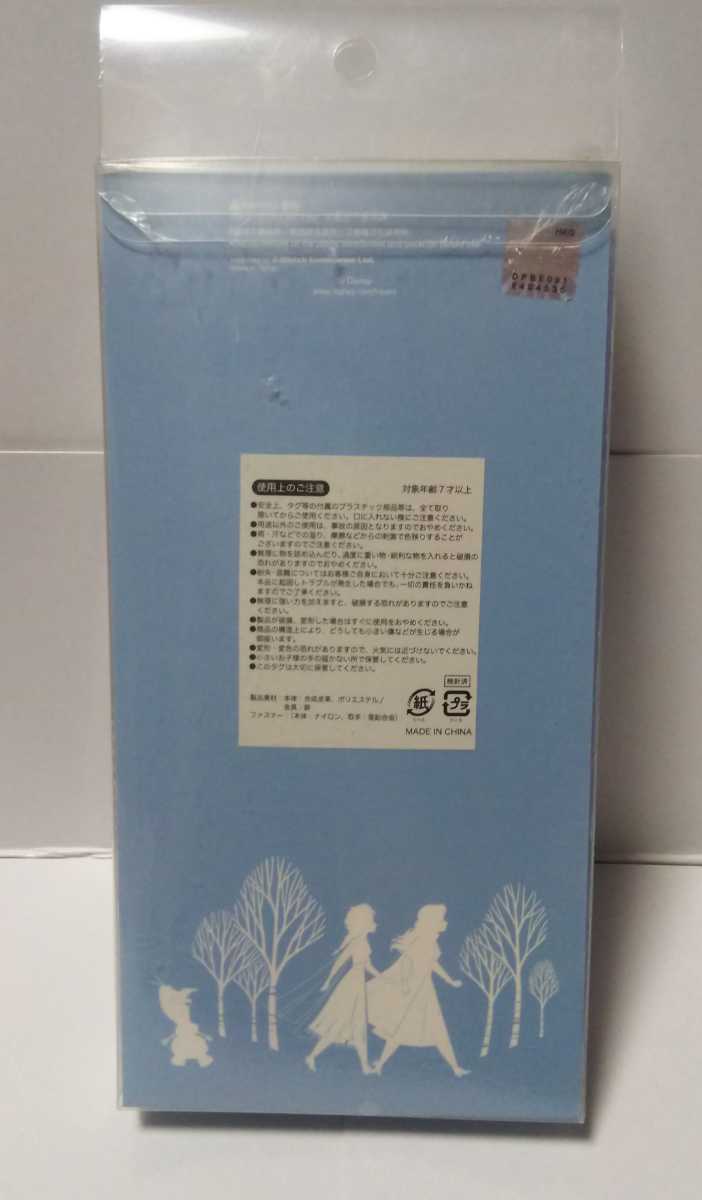 HKG
DPBE091
© Disney
使用上のご注意
対象年齢7才以上
●安全上、タグ等の付属のプラスチック部品等は、全て取り
除いてからご使用ください。口に入れない様にご注意ください。
●用途以外のご使用は、事故の原因となりますのでおやめください。
●雨・汗などでの湿り、摩擦などからの刺激で色移りすることが
ございますのでご注意ください。
●無理に物を詰め込んだり、過度に重い物・鋭利な物を入れると破損の
恐れがありますのでおやめください。
●紛失・盗難についてはお客様ご自身において十分ご注意ください。
本品に起因しトラブルが発生した場合でも、一切の責任を負いかね
ますのでご了承ください。
●無理に強い力を加えますと、破損する恐れがありますのでご注意
ください。
●製品が破損、変形した場合はすぐに使用をおやめください。
●商品の構造上により、どうしても小さい傷などが生じる場合が
御座います。
●変形・変色の恐れがありますので、火気には近づけないでください。
●小さいお子様の手の届かない所で保管してください。
●このタグは大切に保管してください。
検針済
製品素材 本体:合成皮革、ポリエステル/
金具:鉄
ファスナー:(本体:ナイロン、取手:亜鉛合金)
紙 プラ
MADE IN CHINA